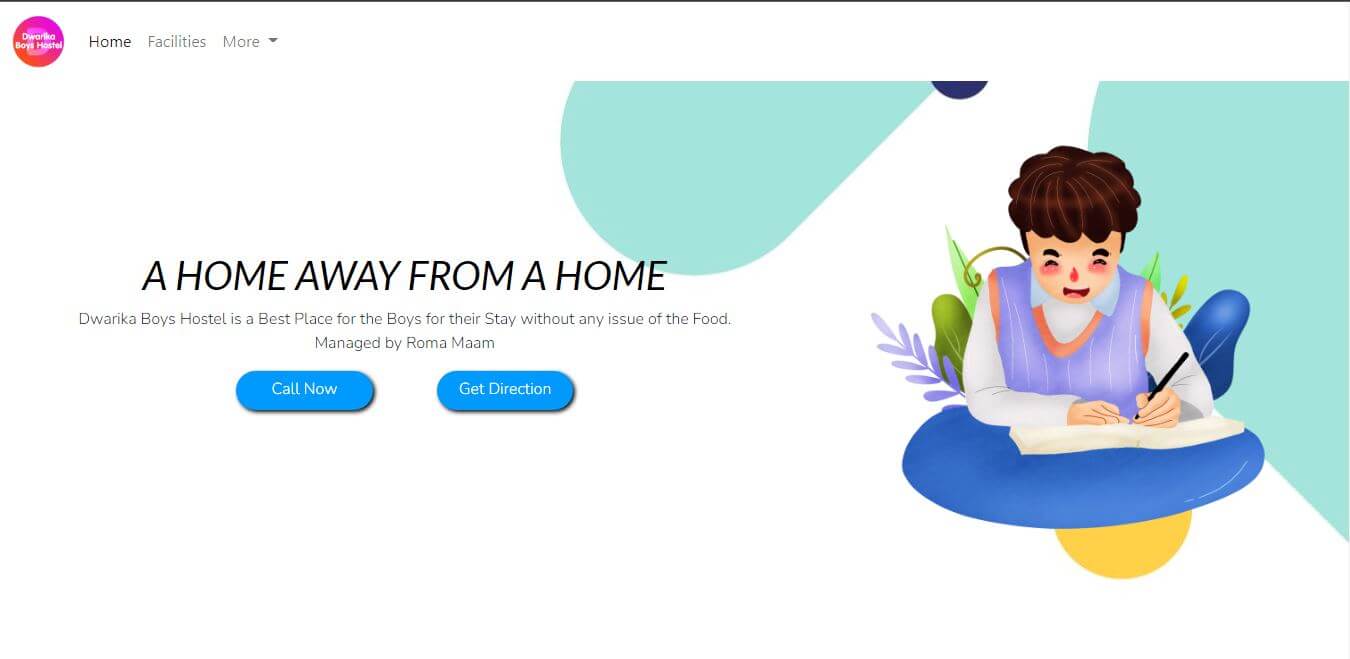 Dwarika
Boys Hostel
Home Facilities More
A HOME AWAY FROM A HOME
Dwarika Boys Hostel is a Best Place for the Boys for their Stay without any issue of the Food.
Managed by Roma Maam
Call Now Get Direction